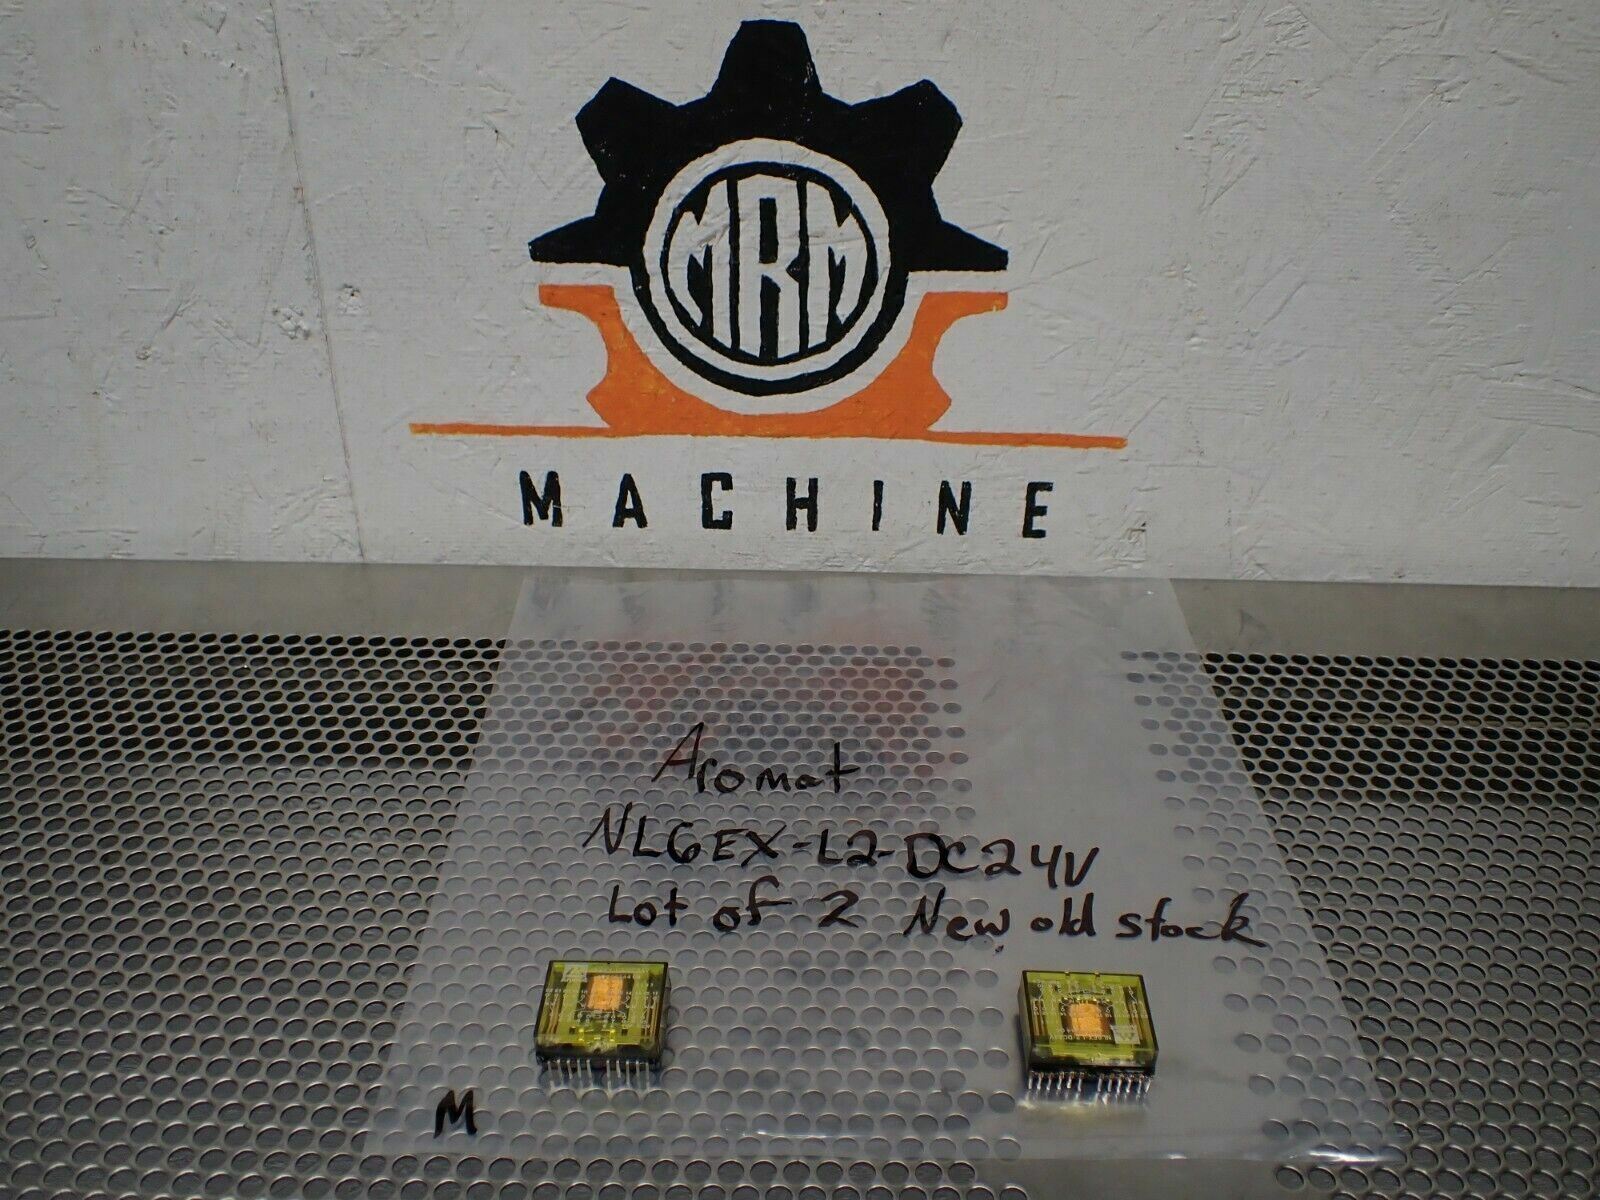 MRM
MACHINE
Aromat
NL6EX-L2-DC24V
Lot of 2 New old stock
M